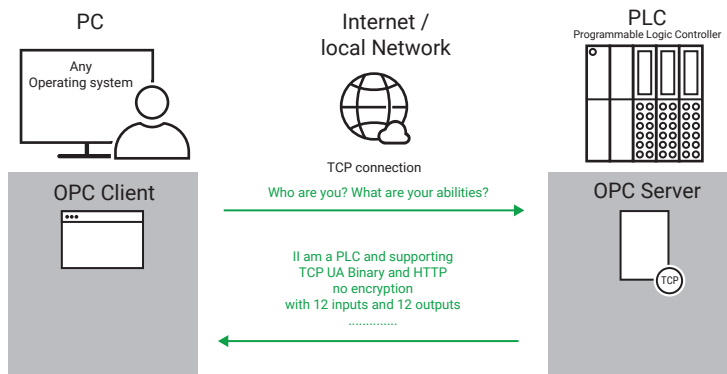 PC
Any
Operating system
Internet /
local Network
PLC
Programmable Logic Controller
TCP connection
OPC Client
Who are you? What are your abilities?
OPC Server
II am a PLC and supporting
TCP UA Binary and HTTP
no encryption
with 12 inputs and 12 outputs
..............
TCP